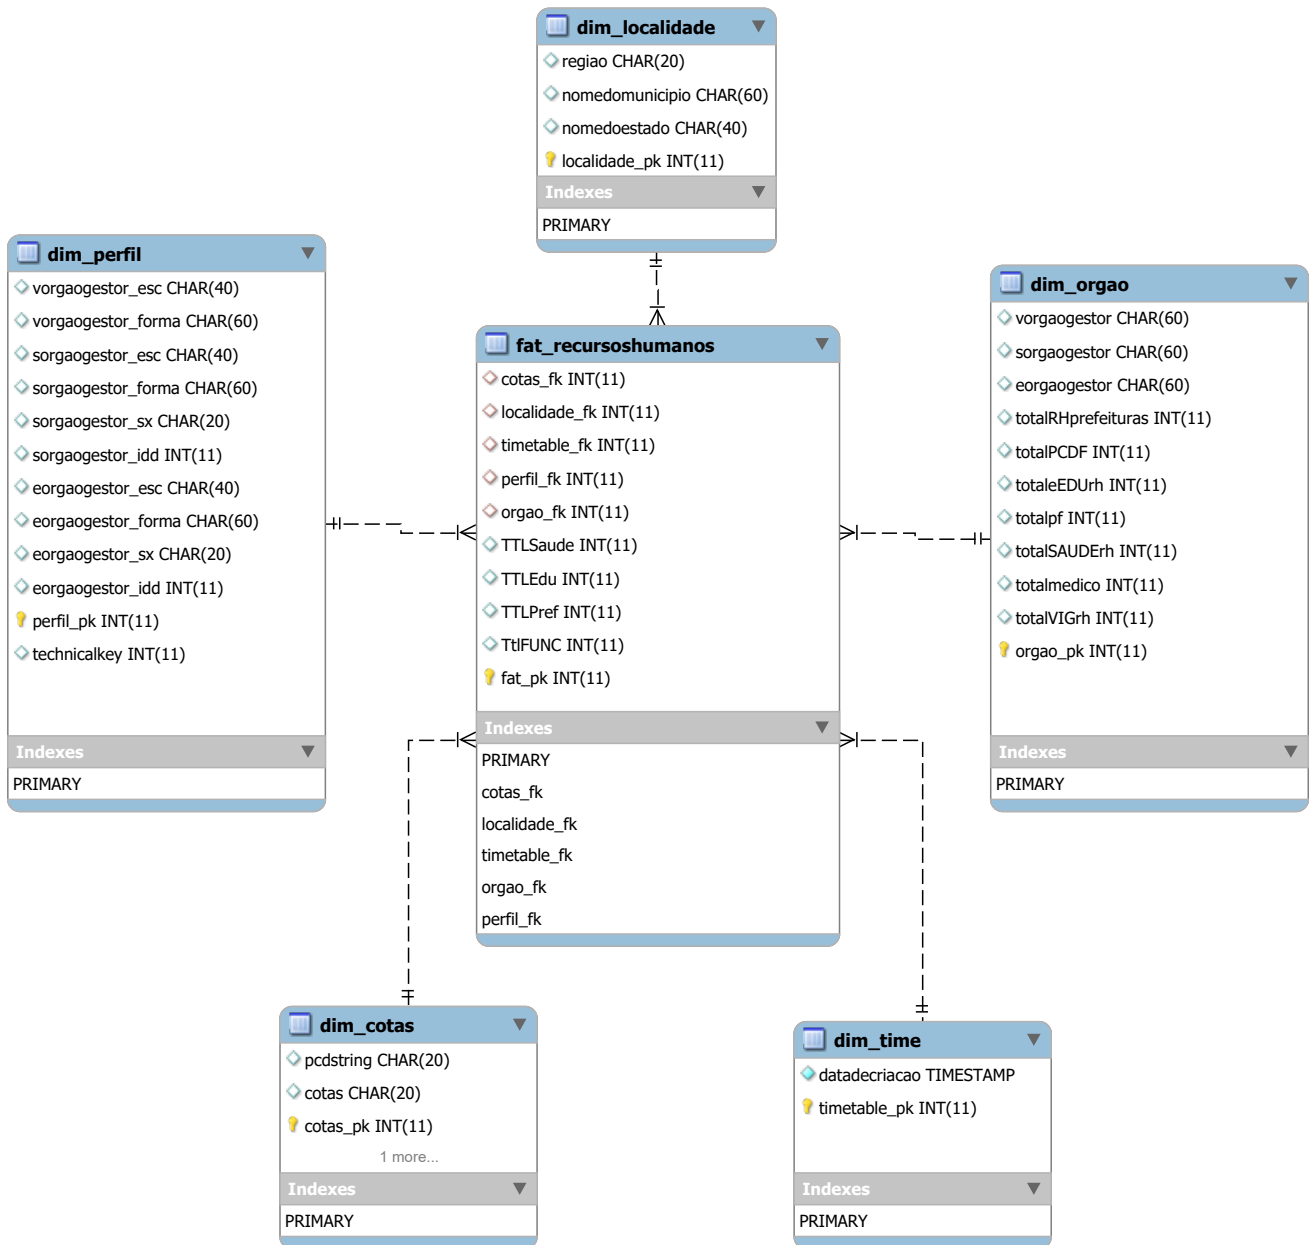 dim_localidade
regiao CHAR(20)
nomedomunicipio CHAR(60)
nomedoestado CHAR(40)
localidade_pk INT(11)
Indexes
PRIMARY
dim_perfil
vorgaogestor_esc CHAR(40)
vorgaogestor_forma CHAR(60)
sorgaogestor_esc CHAR(40)
sorgaogestor_forma CHAR(60)
sorgaogestor_sx CHAR(20)
sorgaogestor_idd INT(11)
eorgaogestor_esc CHAR(40)
eorgaogestor_forma CHAR(60)
eorgaogestor_sx CHAR(20)
eorgaogestor_idd INT(11)
perfil_pk INT(11)
technicalkey INT(11)
Indexes
PRIMARY
fat_recursoshumanos
cotas_fk INT(11)
localidade_fk INT(11)
timetable_fk INT(11)
perfil_fk INT(11)
orgao_fk INT(11)
TTLSaude INT(11)
TTLEdu INT(11)
TTLPref INT(11)
TtlFUNC INT(11)
fat_pk INT(11)
Indexes
PRIMARY
cotas_fk
localidade_fk
timetable_fk
orgao_fk
perfil_fk
dim_orgao
vorgaogestor CHAR(60)
sorgaogestor CHAR(60)
eorgaogestor CHAR(60)
totalRHprefeituras INT(11)
totalPCDF INT(11)
totaleEDUrh INT(11)
totalpf INT(11)
totalSAUDErh INT(11)
totalmedico INT(11)
totalVIGrh INT(11)
orgao_pk INT(11)
Indexes
PRIMARY
dim_cotas
pcdstring CHAR(20)
cotas CHAR(20)
cotas_pk INT(11)
1 more...
Indexes
PRIMARY
dim_time
datadecriacao TIMESTAMP
timetable_pk INT(11)
Indexes
PRIMARY